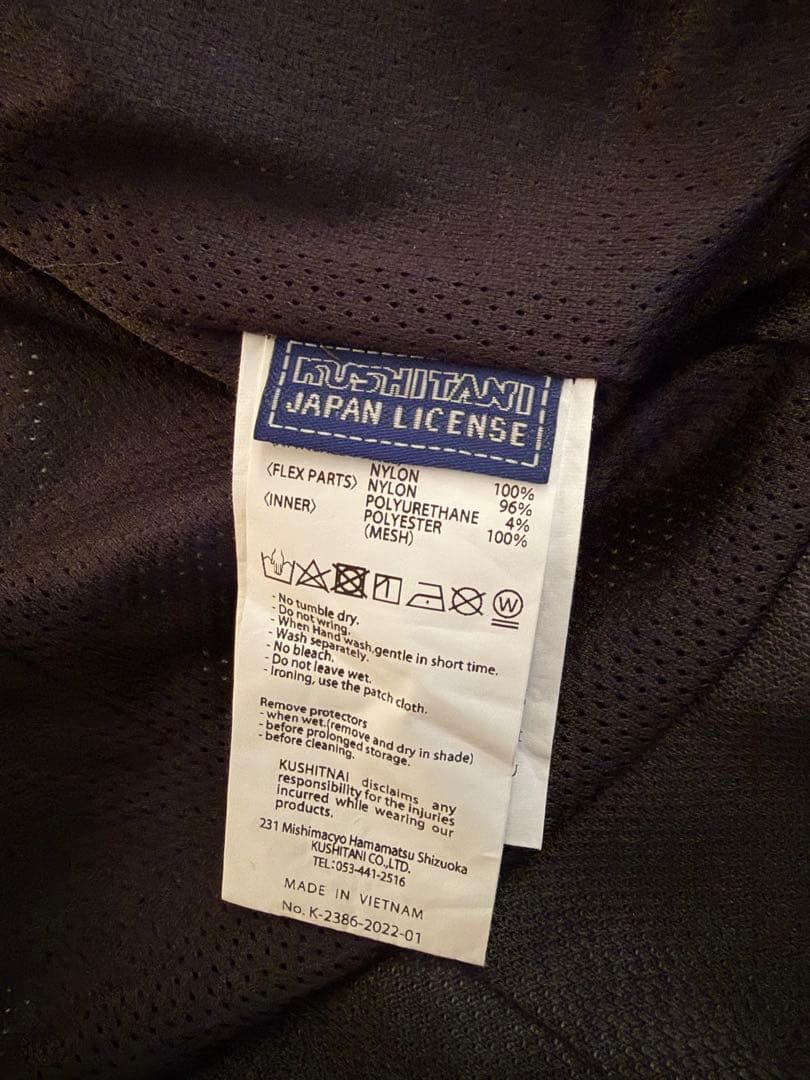 KUSHITANI
JAPAN LICENSE
NYLON 100%
〈FLEX PARTS〉 NYLON 96%
POLYURETHANE 4%
〈INNER〉 POLYESTER 100%
(MESH)
W
- No tumble dry.
- Do not wring.
- When Hand wash,gentle in short time.
- Wash separately.
- No bleach.
- Do not leave wet.
- Ironing, use the patch cloth.
Remove protectors
- when wet.(remove and dry in shade)
- before prolonged storage.
- before cleaning.
KUSHITNAI disclaims any
responsibility for the injuries
incurred while wearing our
products.
231 Mishimacyo Hamamatsu Shizuoka
KUSHITANI CO.,LTD.
TEL:053-441-2516
MADE IN VIETNAM
No. K-2386-2022-01